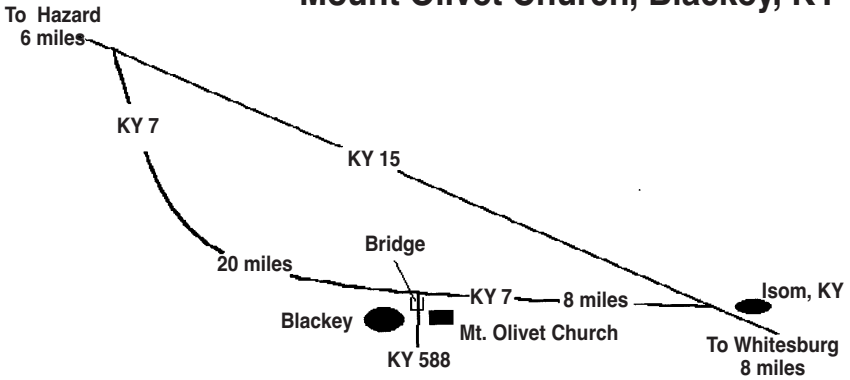 Mount Olivet Church, Blackey, KY
To Hazard
6 miles
KY 7
KY 15
Bridge
20 miles
KY 7
8 miles
Isom, KY
Blackey
Mt. Olivet Church
KY 588
To Whitesburg
8 miles